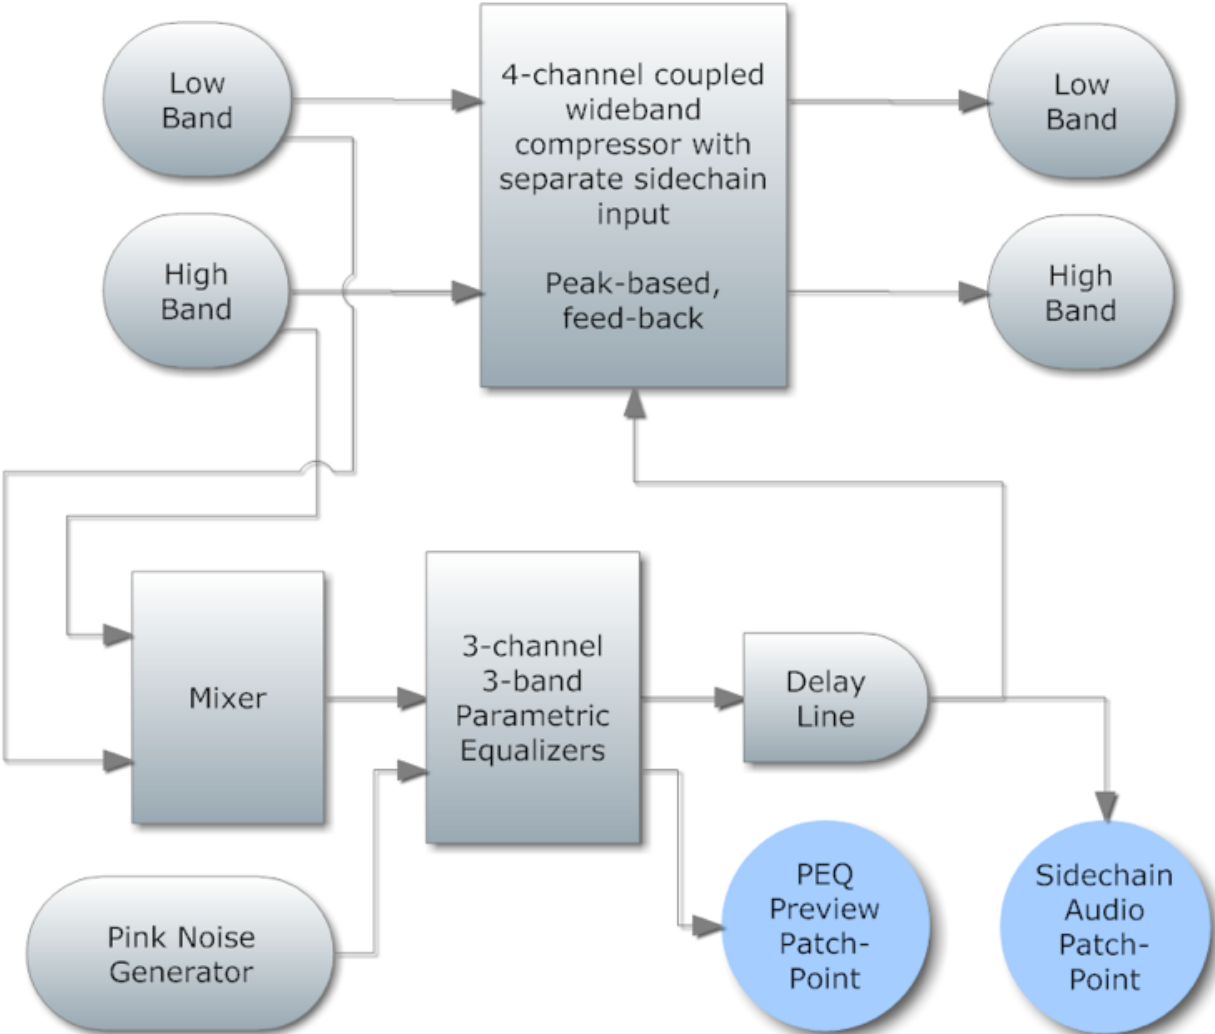 Low
Band
4-channel coupled
wideband
compressor with
separate sidechain
input
Peak-based,
feed-back
Low
Band
High
Band
High
Band
Mixer
3-channel
3-band
Parametric
Equalizers
Delay
Line
Pink Noise
Generator
PEQ
Preview
Patch-
Point
Sidechain
Audio
Patch-
Point